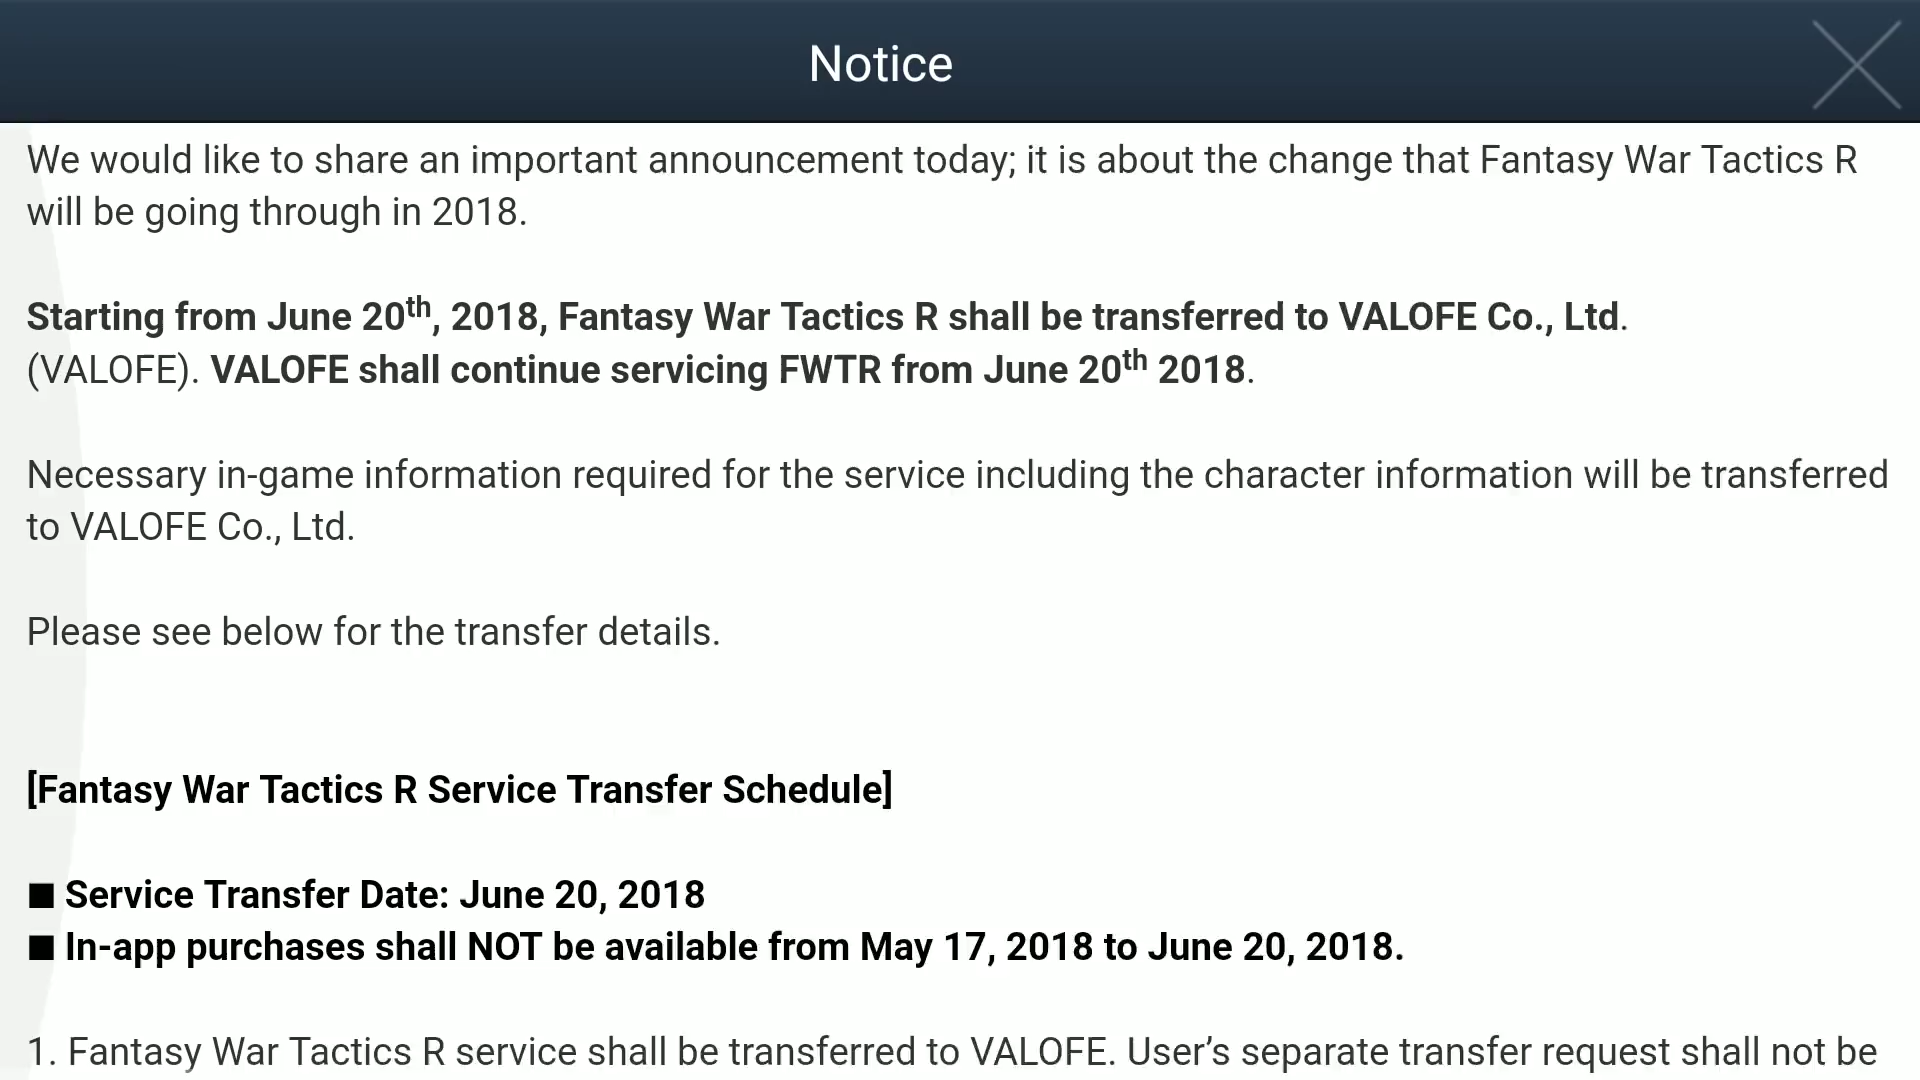 Notice
We would like to share an important announcement today; it is about the change that Fantasy War Tactics R
will be going through in 2018.
Starting from June 20th, 2018, Fantasy War Tactics R shall be transferred to VALOFE Co., Ltd.
(VALOFE). VALOFE shall continue servicing FWTR from June 20th 2018.
Necessary in-game information required for the service including the character information will be transferred
to VALOFE Co., Ltd.
Please see below for the transfer details.
[Fantasy War Tactics R Service Transfer Schedule]
■ Service Transfer Date: June 20, 2018
■ In-app purchases shall NOT be available from May 17, 2018 to June 20, 2018.
1. Fantasy War Tactics R service shall be transferred to VALOFE. User’s separate transfer request shall not be